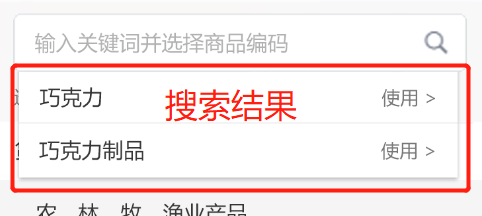 输入关键词并选择商品编码
巧克力 使用 >
搜索结果
巧克力制品 使用 >
农、林、牧、渔业产品